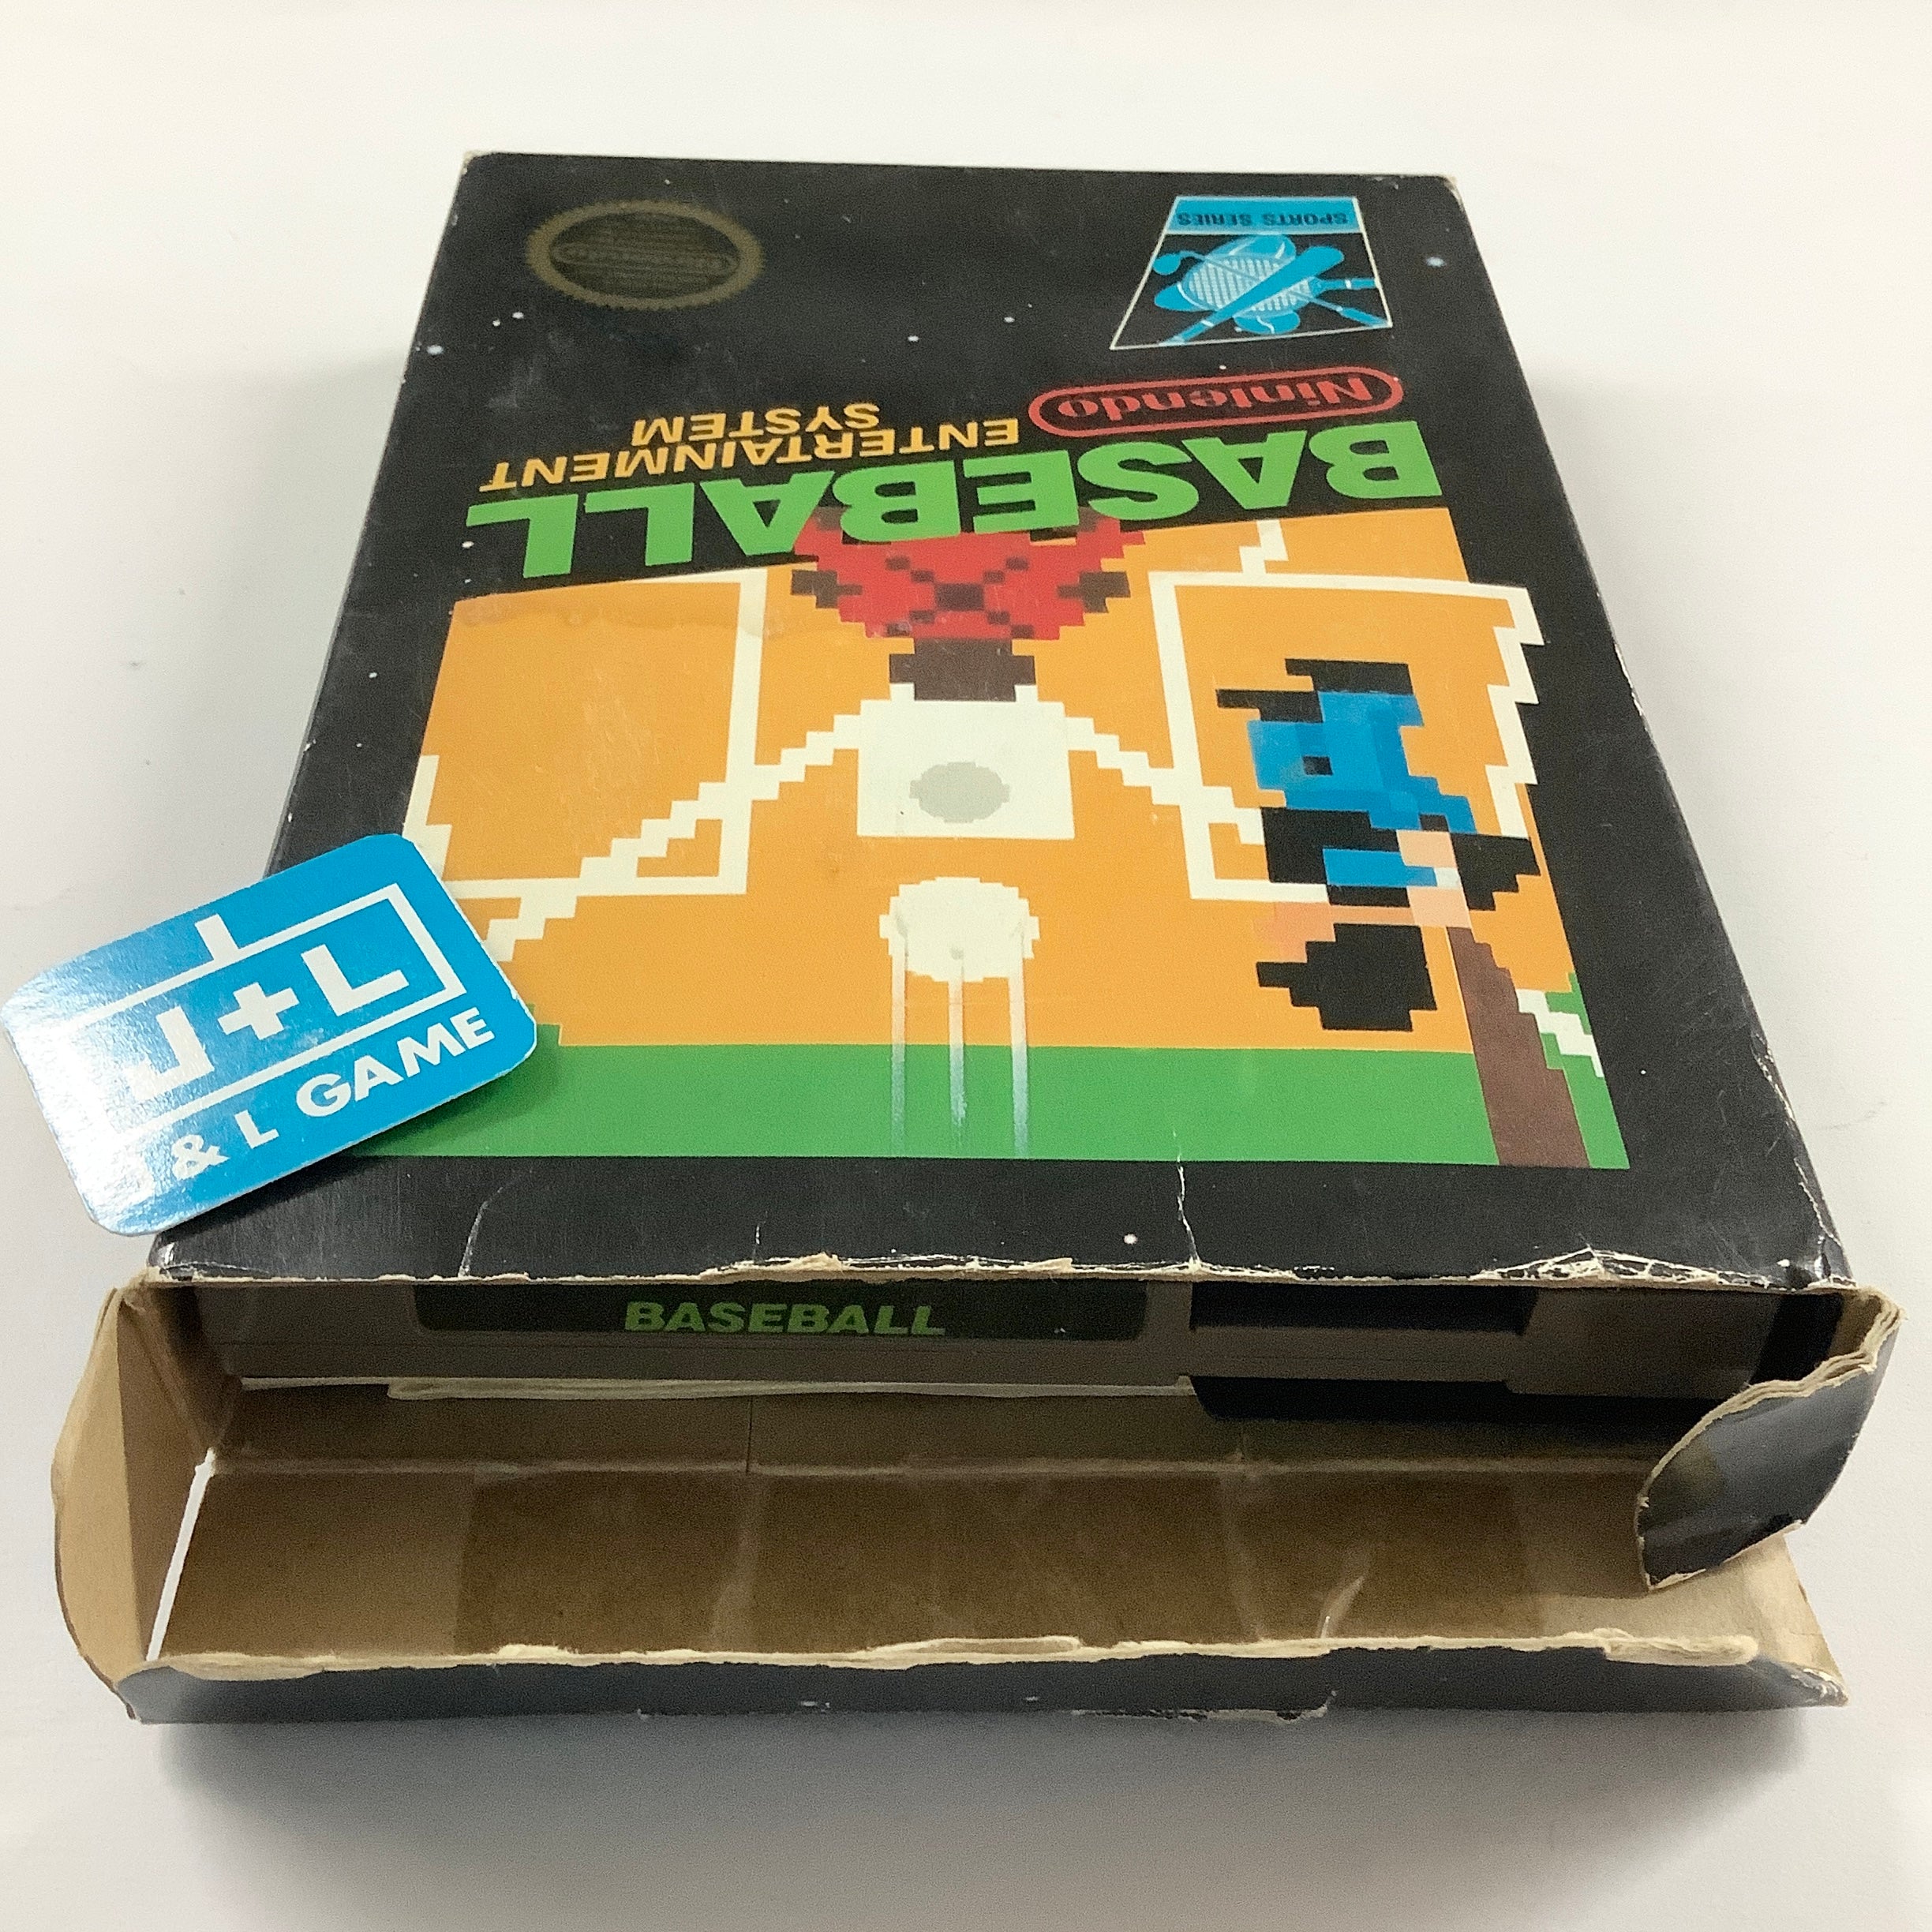 SPORTS SERIES
Nintendo
ENTERTAINMENT
SYSTEM
BASEBALL
J+L
& L GAME
BASEBALL